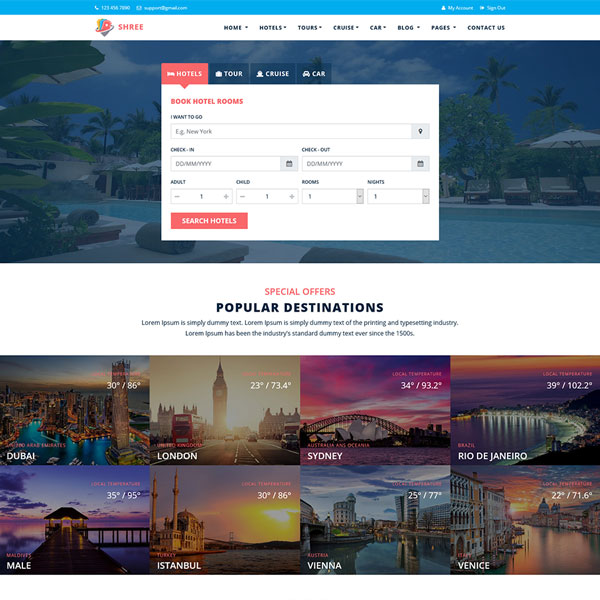 123 456 7890 support@gmail.com My Account Sign Out
SHREE HOME HOTELS TOURS CRUISE CAR BLOG PAGES CONTACT US
HOTELS TOUR CRUISE CAR
BOOK HOTEL ROOMS
I WANT TO GO
E.g. New York
CHECK - IN CHECK - OUT
DD/MM/YYYY DD/MM/YYYY
ADULT CHILD ROOMS NIGHTS
1 1 1 1
SEARCH HOTELS
SPECIAL OFFERS
POPULAR DESTINATIONS
Lorem Ipsum is simply dummy text. Lorem Ipsum is simply dummy text of the printing and typesetting industry.
Lorem Ipsum has been the industry's standard dummy text ever since the 1500s.
LOCAL TEMPERATURE LOCAL TEMPERATURE LOCAL TEMPERATURE LOCAL TEMPERATURE
30° / 86° 23° / 73.4° 34° / 93.2° 39° / 102.2°
UNITED ARAB EMIRATES UNITED KINGDOM AUSTRALIA ANS OCEANIA BRAZIL
DUBAI LONDON SYDNEY RIO DE JANEIRO
LOCAL TEMPERATURE LOCAL TEMPERATURE LOCAL TEMPERATURE LOCAL TEMPERATURE
35° / 95° 30° / 86° 25° / 77° 22° / 71.6°
MALDIVES TURKEY AUSTRIA ITALY
MALE ISTANBUL VIENNA VENICE